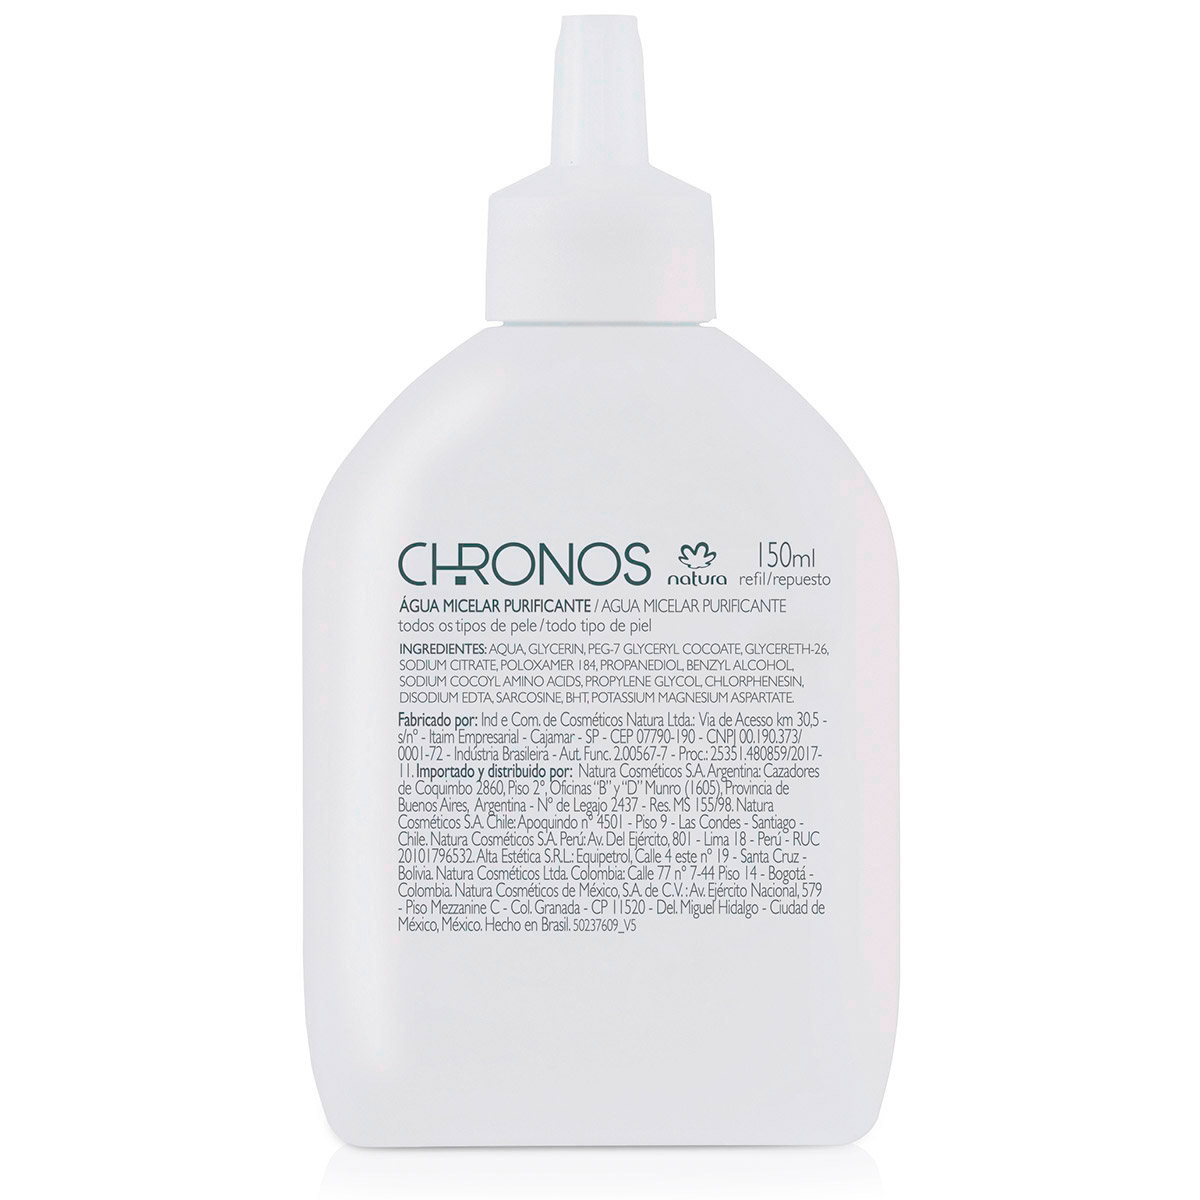 CHRONOS natura 150ml
refil/repuesto
ÁGUA MICELAR PURIFICANTE / AGUA MICELAR PURIFICANTE
todos os tipos de pele / todo tipo de piel
INGREDIENTES: AQUA, GLYCERIN, PEG-7 GLYCERYL COCOATE, GLYCERETH-26,
SODIUM CITRATE, POLOXAMER 184, PROPANEDIOL, BENZYL ALCOHOL,
SODIUM COCOYL AMINO ACIDS, PROPYLENE GLYCOL, CHLORPHENESIN,
DISODIUM EDTA, SARCOSINE, BHT, POTASSIUM MAGNESIUM ASPARTATE.
Fabricado por: Ind e Com. de Cosméticos Natura Ltda.: Via de Acesso km 30,5 -
s/nº - Itaim Empresarial - Cajamar - SP - CEP 07790-190 - CNPJ 00.190.373/
0001-72 - Indústria Brasileira - Aut. Func. 2.00567-7 - Proc.: 25351.480859/2017-
11. Importado y distribuido por: Natura Cosméticos S.A. Argentina: Cazadores
de Coquimbo 2860, Piso 2º, Oficinas “B” y “D” Munro (1605), Provincia de
Buenos Aires, Argentina - Nº de Legajo 2437 - Res. MS 155/98. Natura
Cosméticos S.A. Chile: Apoquindo nº 4501 - Piso 9 - Las Condes - Santiago -
Chile. Natura Cosméticos S.A. Perú: Av. Del Ejército, 801 - Lima 18 - Perú - RUC
20101796532. Alta Estética S.R.L.: Equipetrol, Calle 4 este nº 19 - Santa Cruz -
Bolivia. Natura Cosméticos Ltda. Colombia: Calle 77 nº 7-44 Piso 14 - Bogotá -
Colombia. Natura Cosméticos de México, S.A. de C.V.: Av. Ejército Nacional, 579
- Piso Mezzanine C - Col. Granada - CP 11520 - Del. Miguel Hidalgo - Ciudad de
México, México. Hecho en Brasil. 50237609_V5